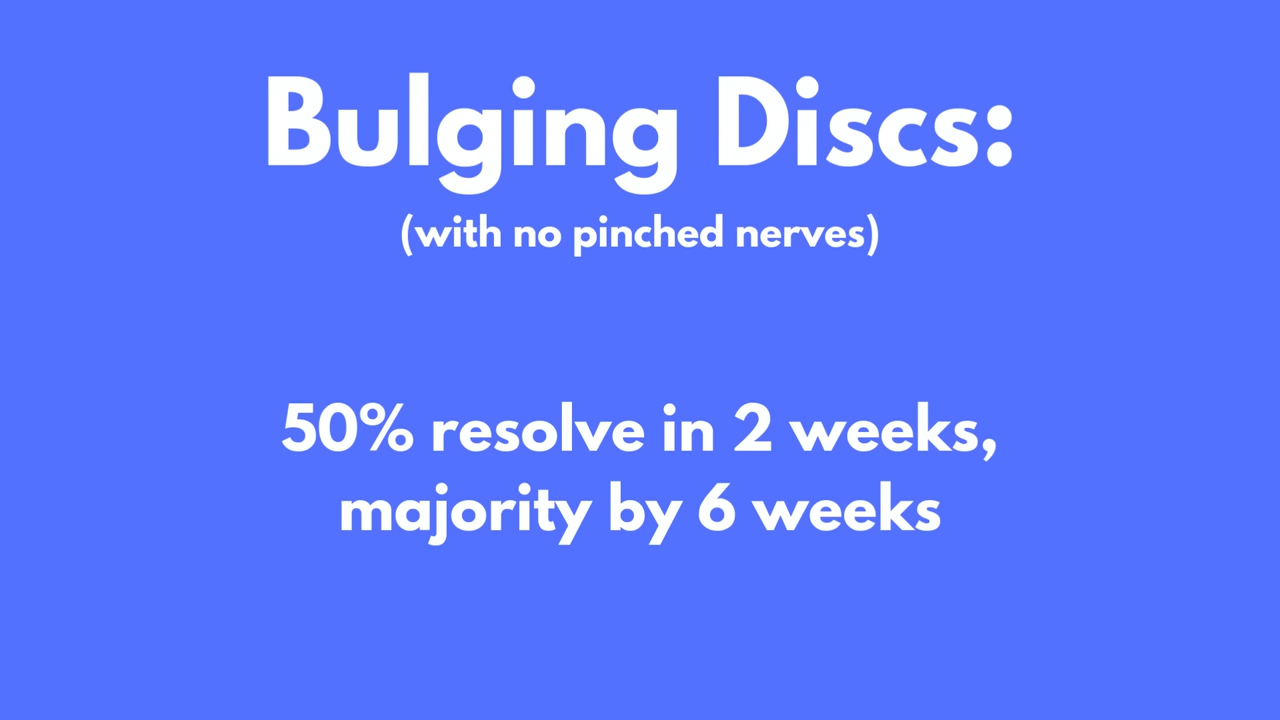 Bulging Discs:
(with no pinched nerves)
50% resolve in 2 weeks,
majority by 6 weeks